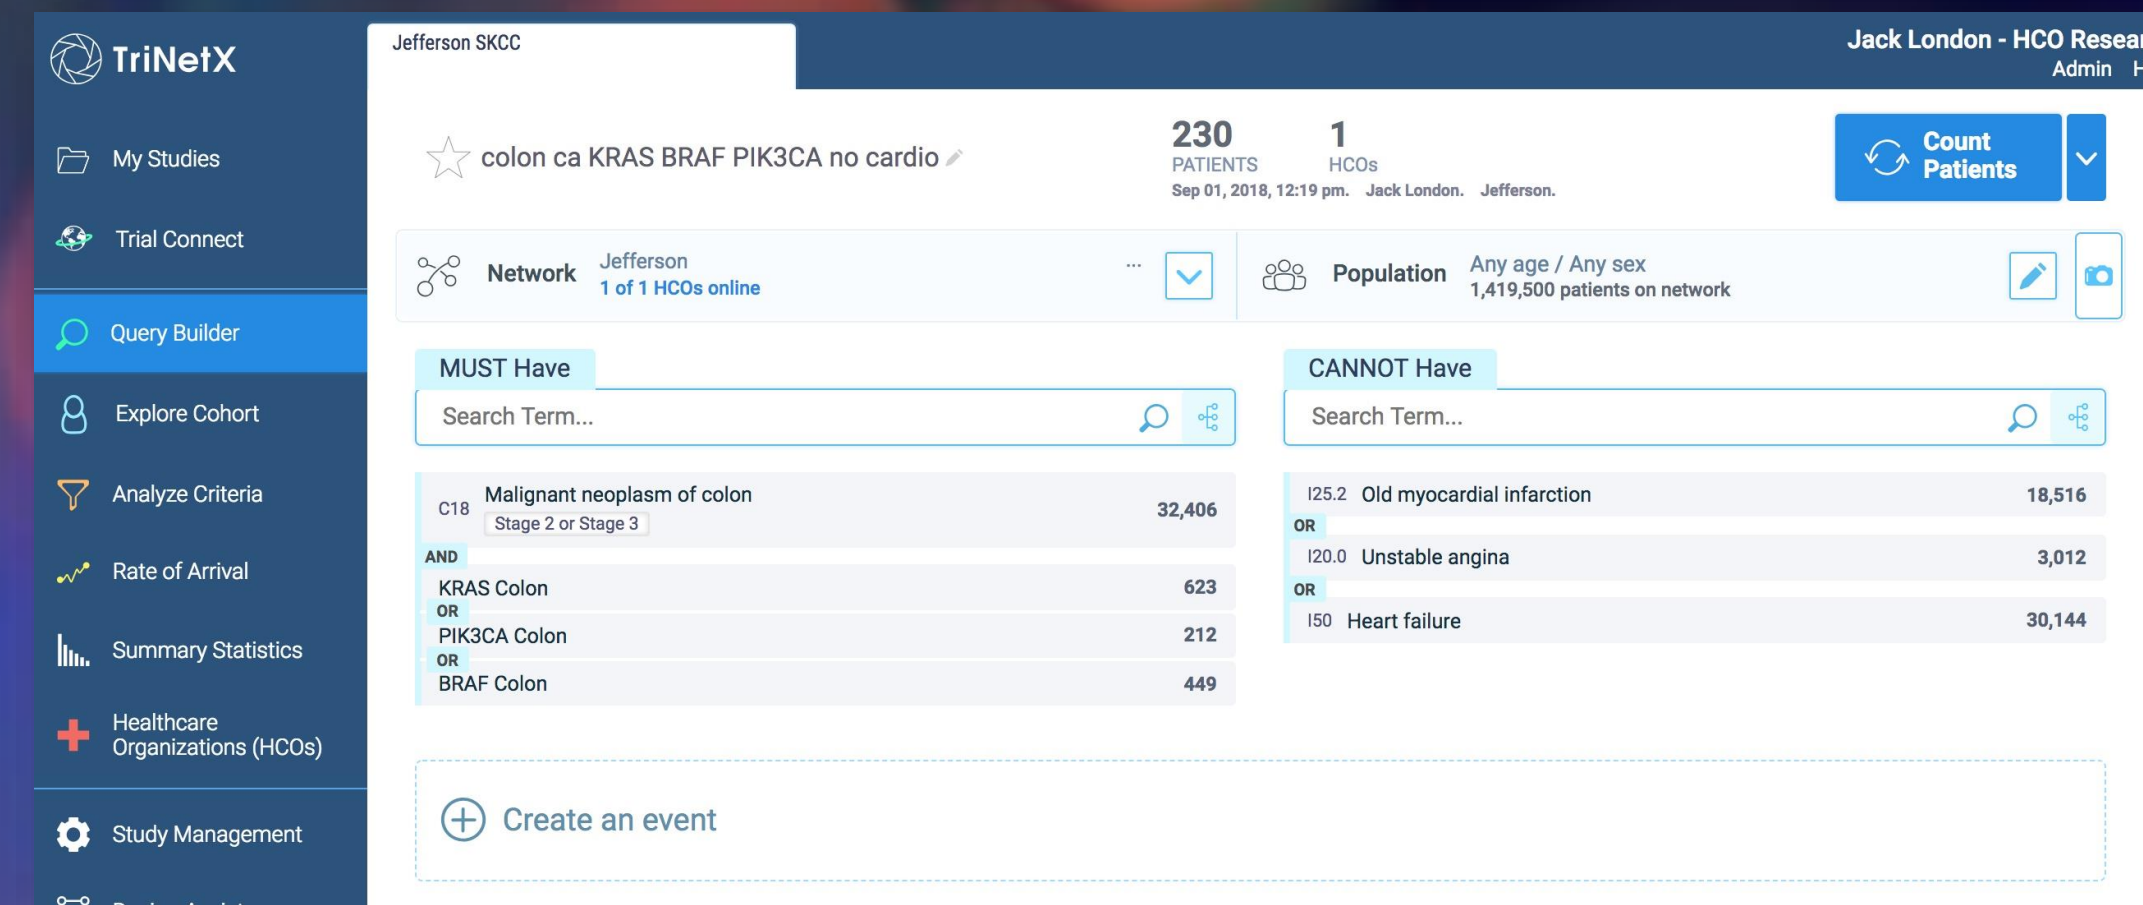 TriNetX
Jefferson SKCC
Jack London - HCO
Admin
My Studies
Trial Connect
Query Builder
Explore Cohort
Analyze Criteria
Rate of Arrival
Summary Statistics
Healthcare
Organizations (HCOs)
Study Management
colon ca KRAS BRAF PIK3CA no cardio
230
PATIENTS
1
HCOs
Sep 01, 2018, 12:19 pm. Jack London. Jefferson.
Count
Patients
Network
Jefferson
1 of 1 HCOs online
...
Population
Any age / Any sex
1,419,500 patients on network
MUST Have
Search Term...
C18 Malignant neoplasm of colon 32,406
Stage 2 or Stage 3
AND
KRAS Colon 623
OR
PIK3CA Colon 212
OR
BRAF Colon 449
CANNOT Have
Search Term...
I25.2 Old myocardial infarction 18,516
OR
I20.0 Unstable angina 3,012
OR
I50 Heart failure 30,144
Create an event